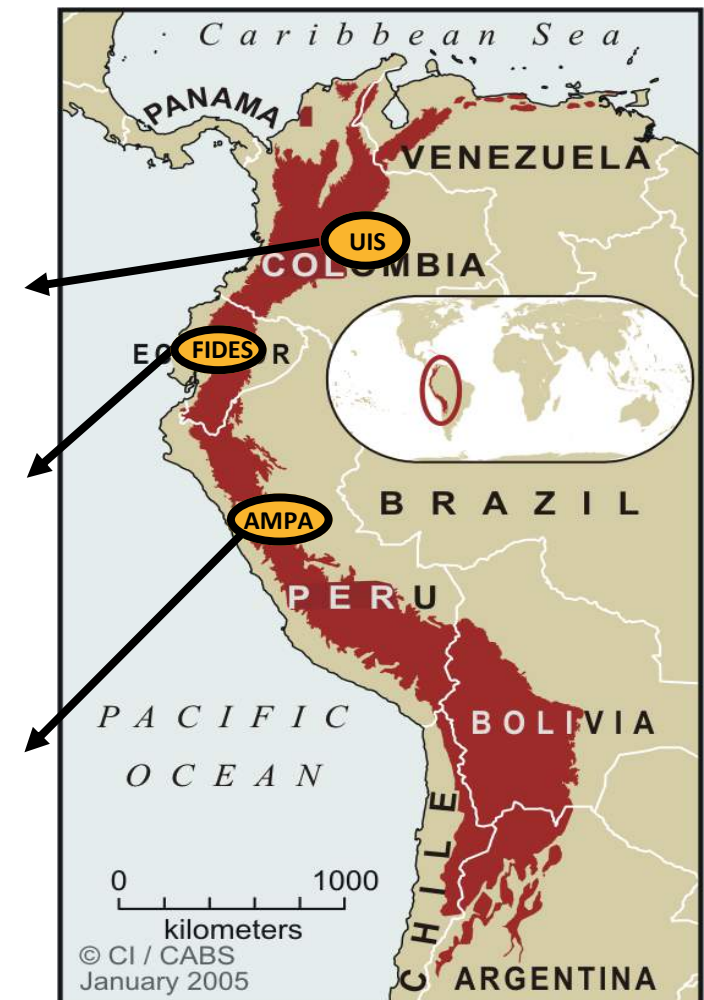 Caribbean Sea
PANAMA
VENEZUELA
UIS
COLOMBIA
FIDES
BRAZIL
AMPA
PERU
PACIFIC
OCEAN
BOLIVIA
CHILE
0 1000
kilometers
© CI / CABS
January 2005
ARGENTINA